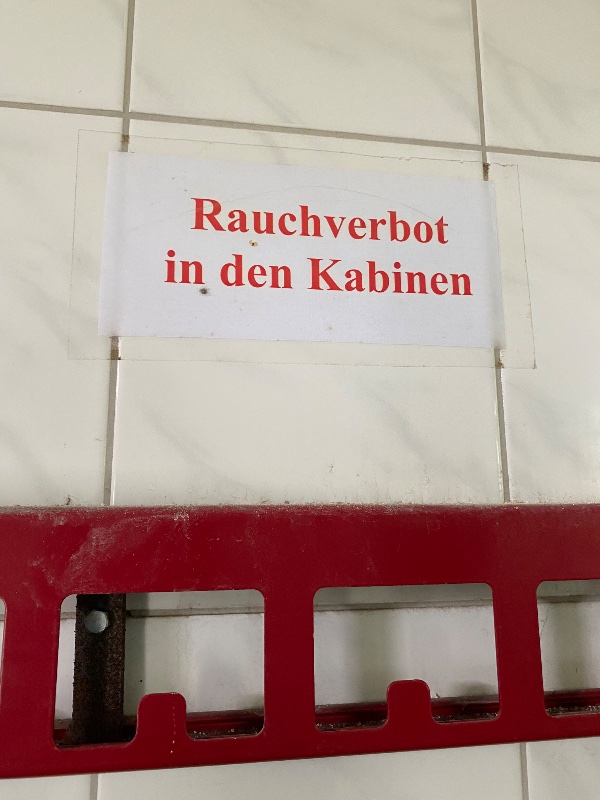 Rauchverbot
in den Kabinen